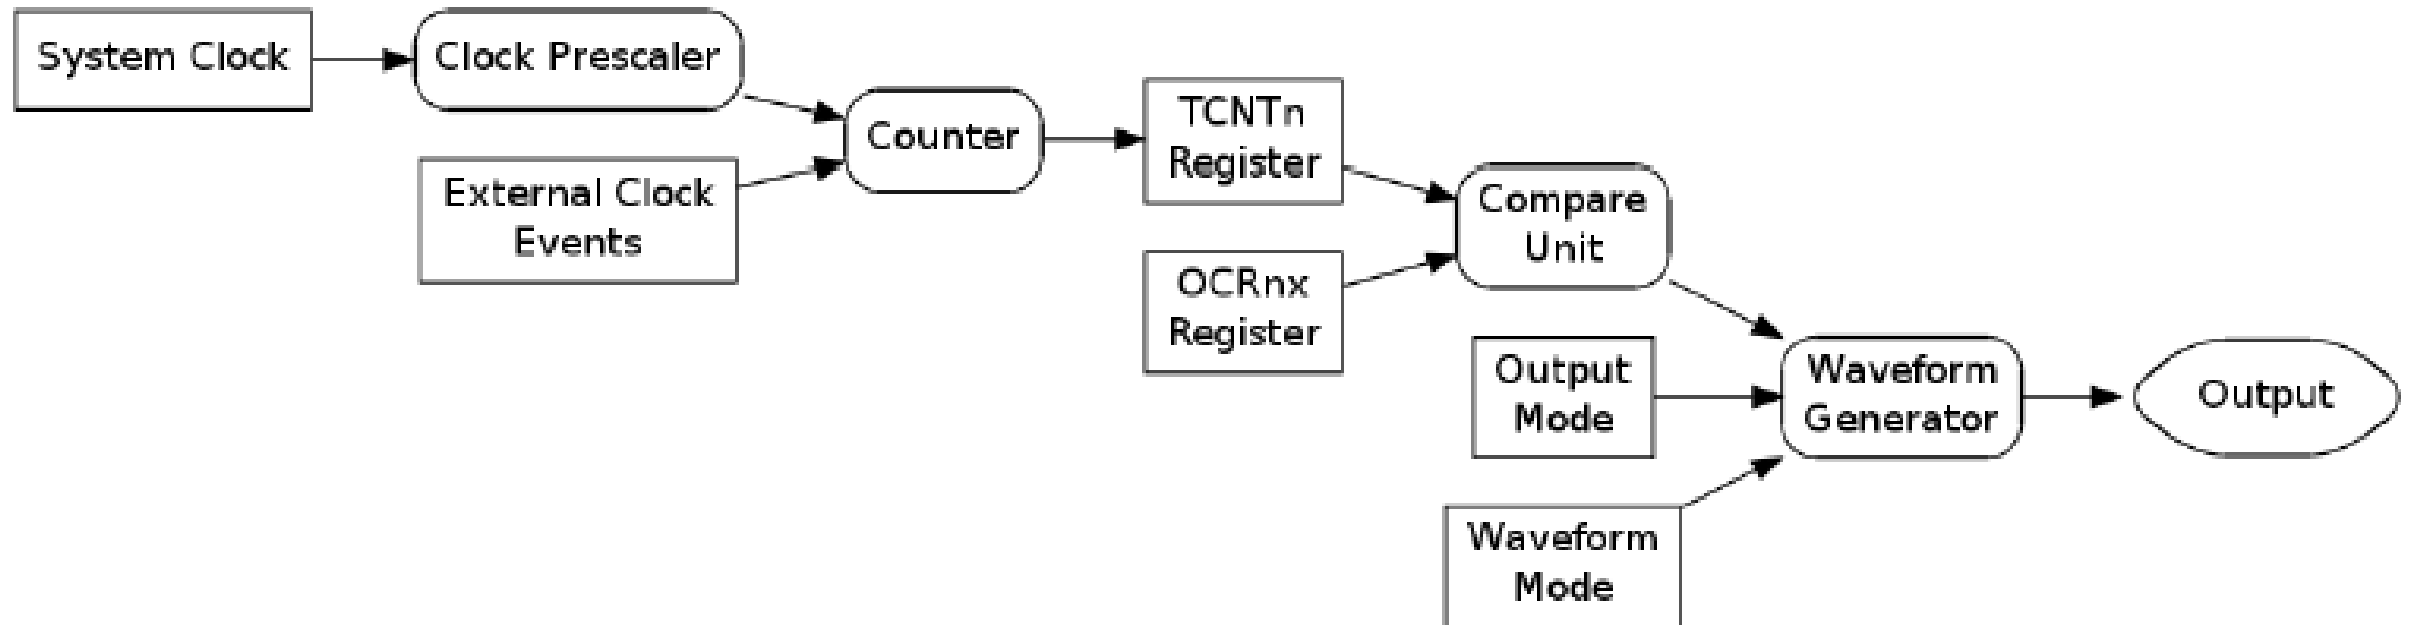 System Clock
Clock Prescaler
External Clock
Events
Counter
TCNTn
Register
OCRnx
Register
Compare
Unit
Output
Mode
Waveform
Mode
Waveform
Generator
Output